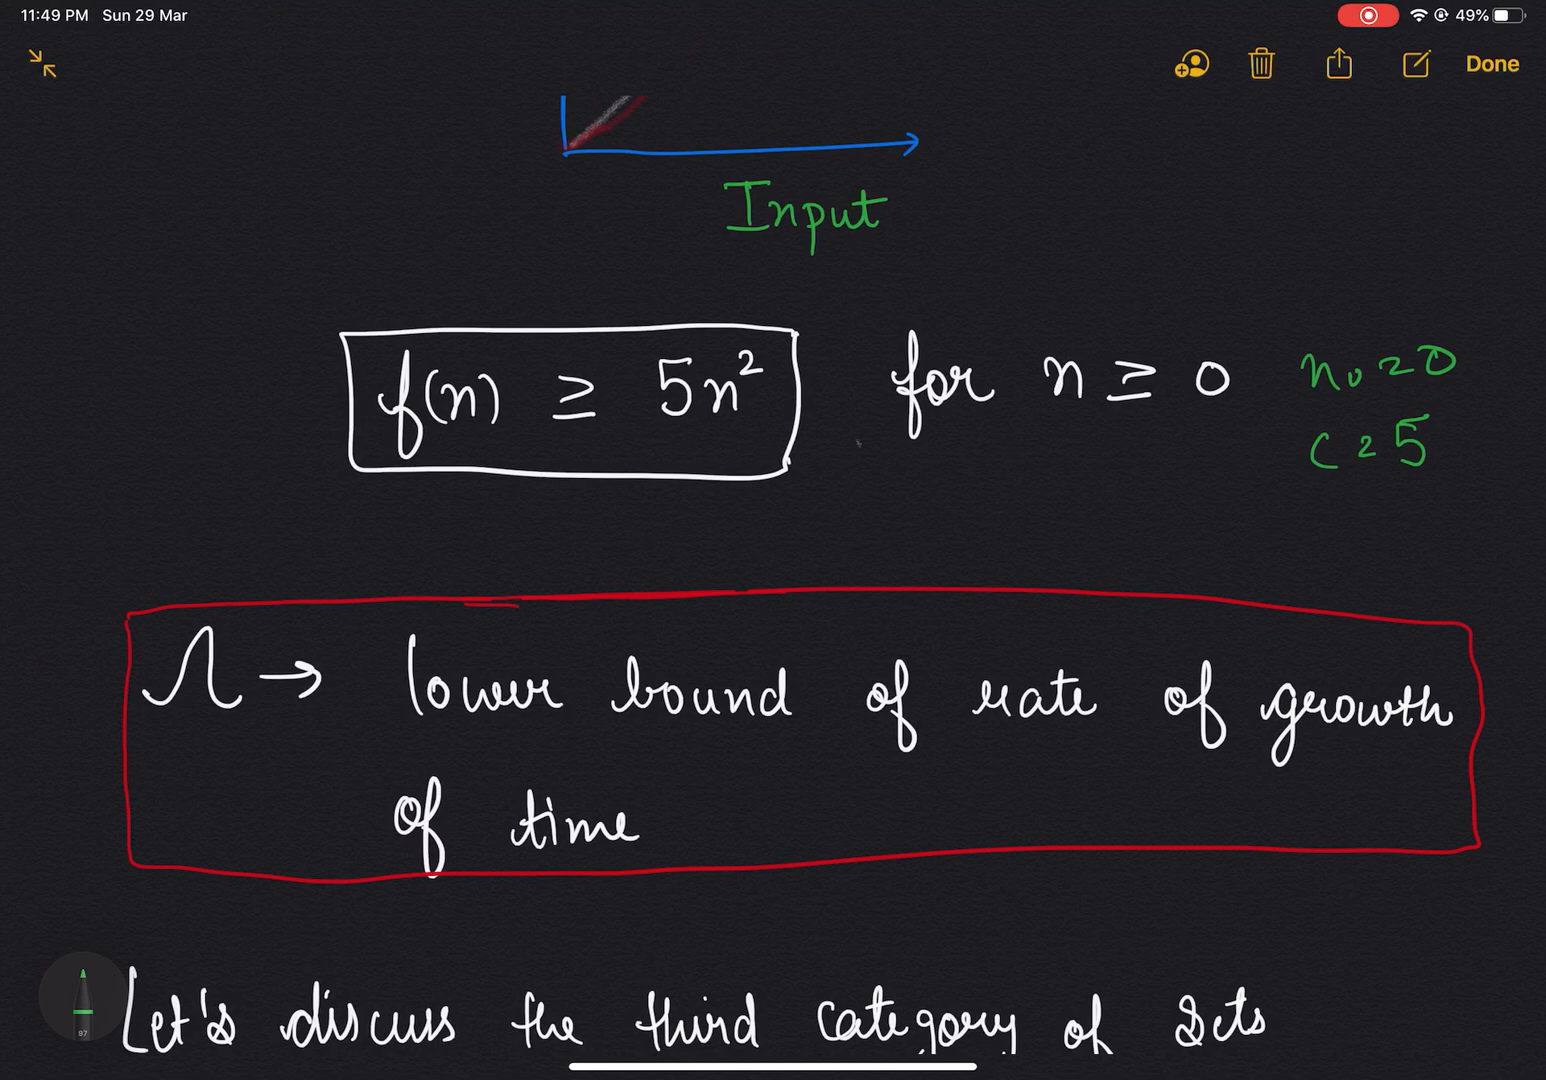 11:49 PM Sun 29 Mar
49%
Done
Input
f(n) ≥ 5n² for n ≥ 0
n₀ = 0
c = 5
Ω → lower bound of rate of growth
of time
97
Let's discuss the third category of sets